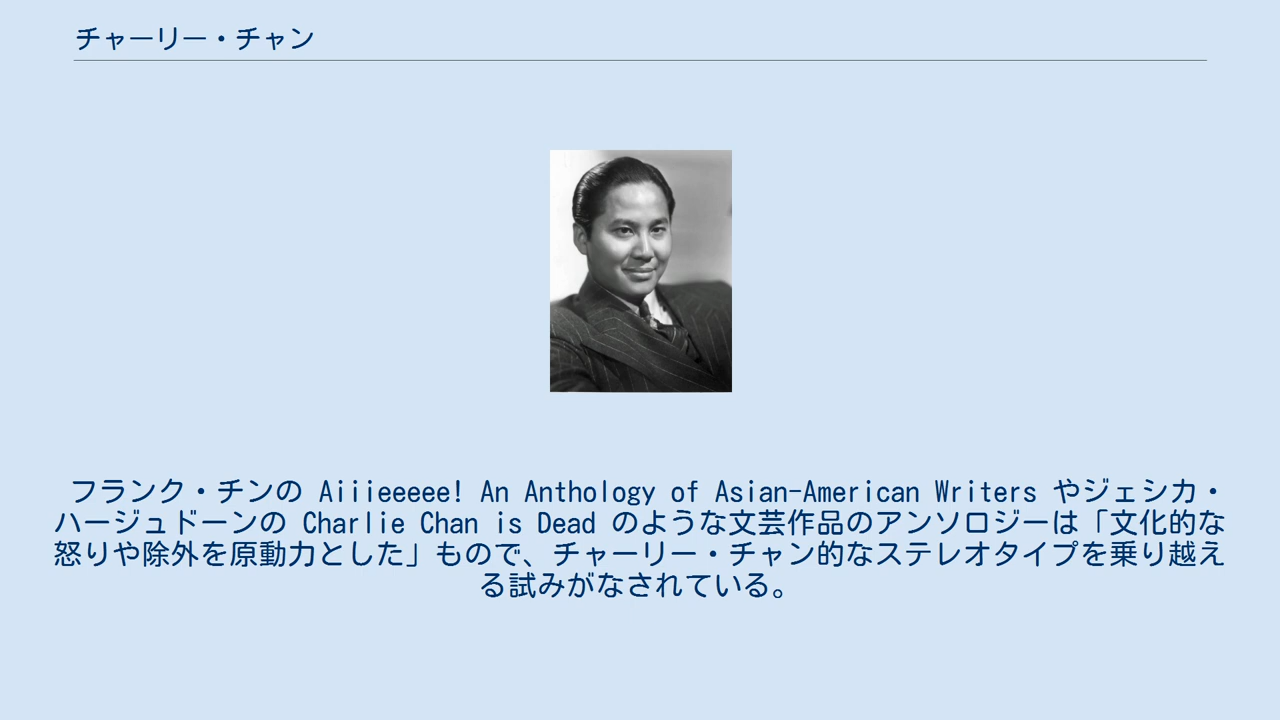 チャーリー・チャン
フランク・チンの Aiiieeeee! An Anthology of Asian-American Writers やジェシカ・
ハージュドーンの Charlie Chan is Dead のような文芸作品のアンソロジーは「文化的な
怒りや除外を原動力とした」もので、チャーリー・チャン的なステレオタイプを乗り越え
る試みがなされている。